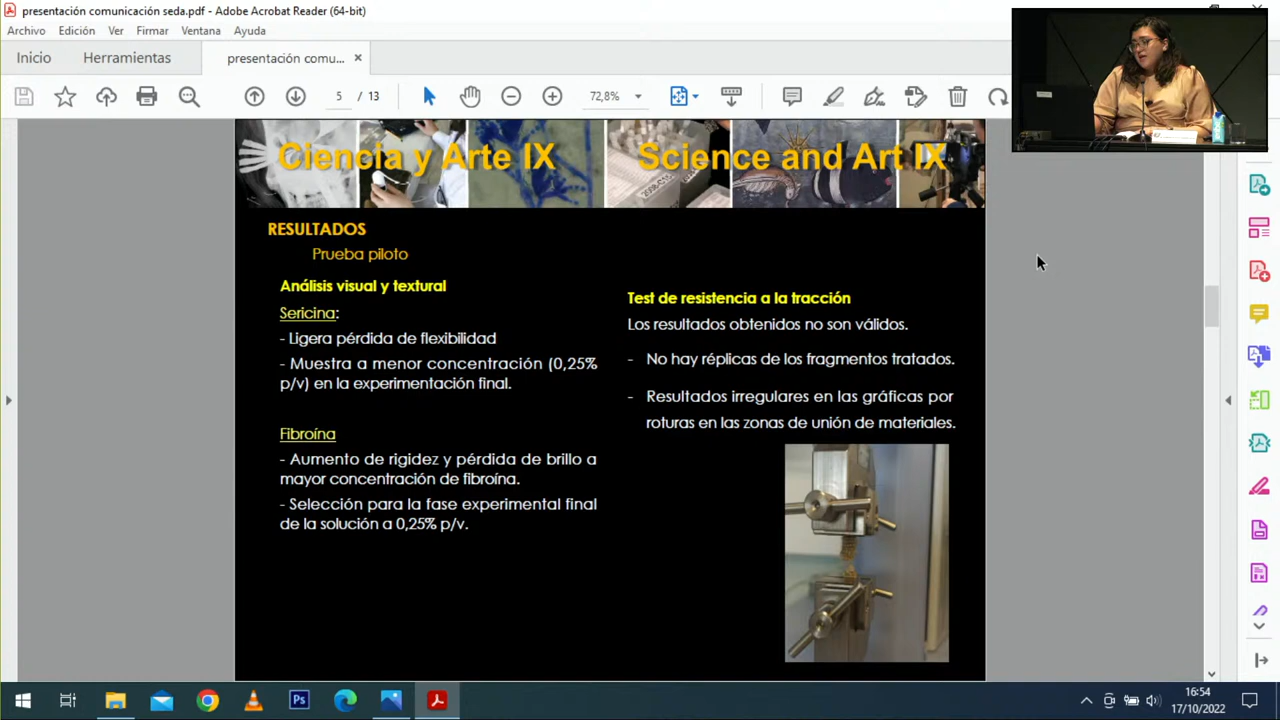 presentación comunicación seda.pdf - Adobe Acrobat Reader (64-bit)
Archivo Edición Ver Firmar Ventana Ayuda
Inicio Herramientas presentación comu... ×
5 / 13 72,8%
Ciencia y Arte IX Science and Art IX
RESULTADOS
Prueba piloto
Análisis visual y textural
Sericina:
- Ligera pérdida de flexibilidad
- Muestra a menor concentración (0,25%
p/v) en la experimentación final.
Fibroína
- Aumento de rigidez y pérdida de brillo a
mayor concentración de fibroína.
- Selección para la fase experimental final
de la solución a 0,25% p/v.
Test de resistencia a la tracción
Los resultados obtenidos no son válidos.
- No hay réplicas de los fragmentos tratados.
- Resultados irregulares en las gráficas por
roturas en las zonas de unión de materiales.
Ps
16:54
17/10/2022